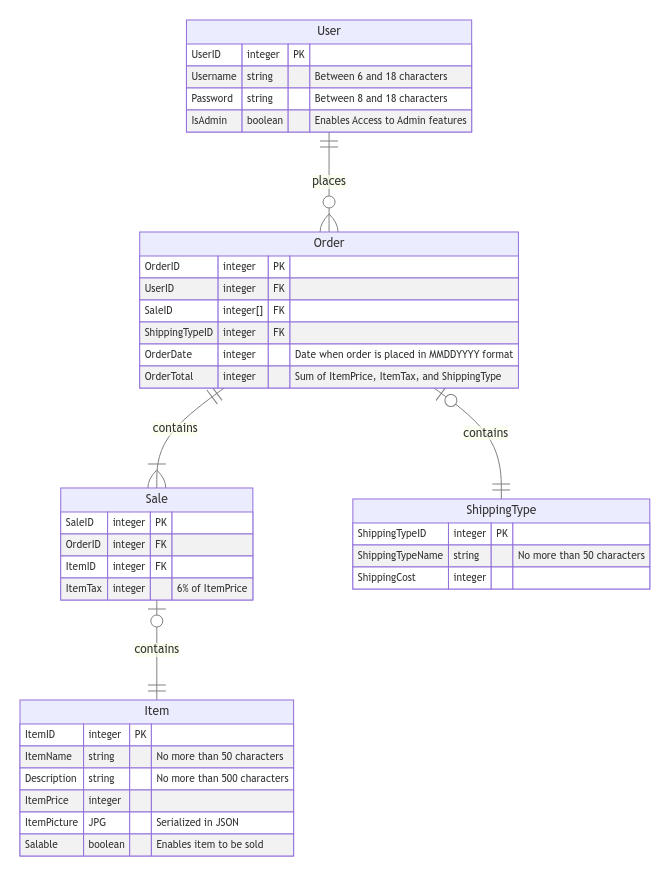 User
UserID integer PK
Username string Between 6 and 18 characters
Password string Between 8 and 18 characters
IsAdmin boolean Enables Access to Admin features
places
Order
OrderID integer PK
UserID integer FK
SaleID integer[] FK
ShippingTypeID integer FK
OrderDate integer Date when order is placed in MMDDYYYY format
OrderTotal integer Sum of ItemPrice, ItemTax, and ShippingType
contains
contains
Sale
SaleID integer PK
OrderID integer FK
ItemID integer FK
ItemTax integer 6% of ItemPrice
ShippingType
ShippingTypeID integer PK
ShippingTypeName string No more than 50 characters
ShippingCost integer
contains
Item
ItemID integer PK
ItemName string No more than 50 characters
Description string No more than 500 characters
ItemPrice integer
ItemPicture JPG Serialized in JSON
Salable boolean Enables item to be sold